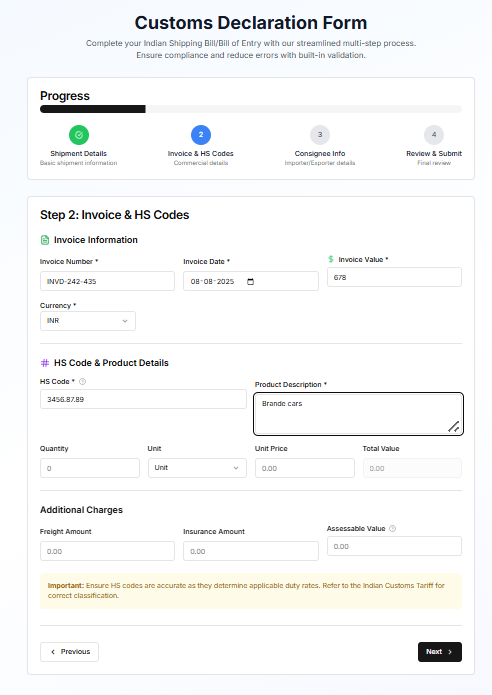 Customs Declaration Form
Complete your Indian Shipping Bill/Bill of Entry with our streamlined multi-step process.
Ensure compliance and reduce errors with built-in validation.
Progress
2 3 4
Shipment Details Invoice & HS Codes Consignee Info Review & Submit
Basic shipment information Commercial details Importer/Exporter details Final review
Step 2: Invoice & HS Codes
Invoice Information
Invoice Number * Invoice Date * $ Invoice Value *
INVD-242-435 08-08-2025 678
Currency *
INR
# HS Code & Product Details
HS Code * ? Product Description *
3456.87.89 Brande cars
Quantity Unit Unit Price Total Value
0 Unit 0.00 0.00
Additional Charges
Freight Amount Insurance Amount Assessable Value ?
0.00 0.00 0.00
Important: Ensure HS codes are accurate as they determine applicable duty rates. Refer to the Indian Customs Tariff for
correct classification.
Previous Next